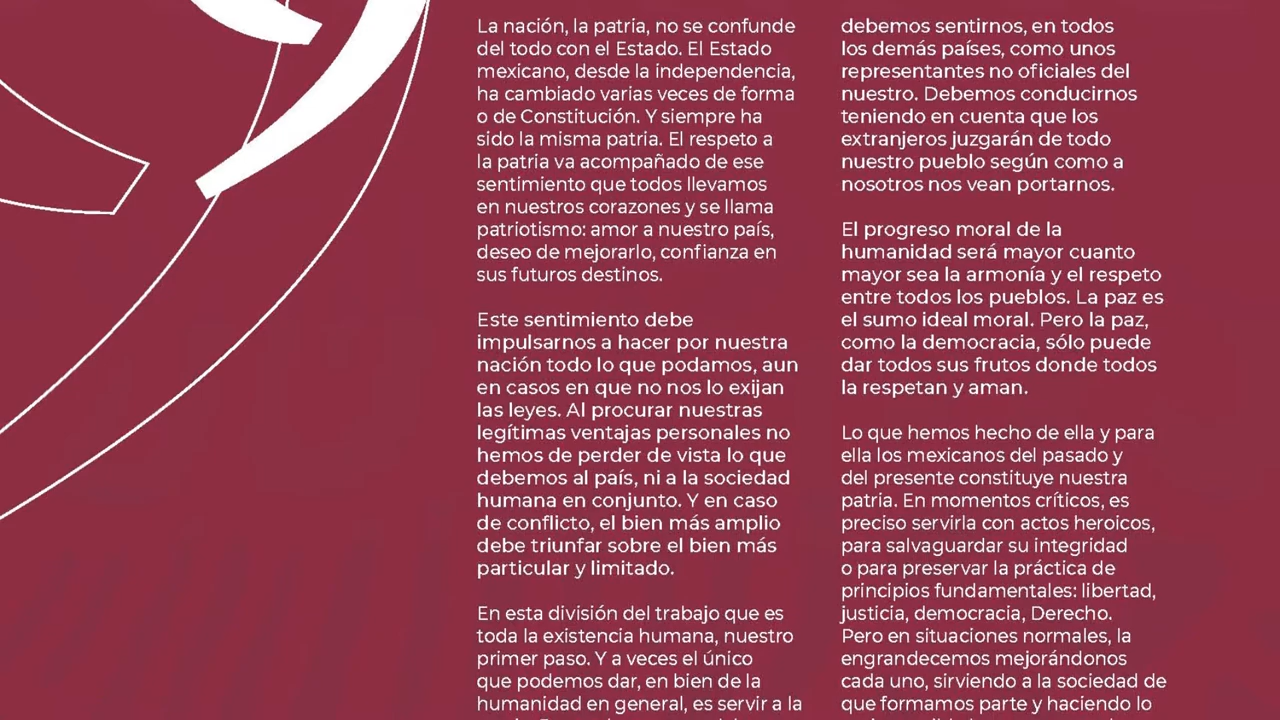 La nación, la patria, no se confunde
del todo con el Estado. El Estado
mexicano, desde la independencia,
ha cambiado varias veces de forma
o de Constitución. Y siempre ha
sido la misma patria. El respeto a
la patria va acompañado de ese
sentimiento que todos llevamos
en nuestros corazones y se llama
patriotismo: amor a nuestro país,
deseo de mejorarlo, confianza en
sus futuros destinos.
Este sentimiento debe
impulsarnos a hacer por nuestra
nación todo lo que podamos, aun
en casos en que no nos lo exijan
las leyes. Al procurar nuestras
legítimas ventajas personales no
hemos de perder de vista lo que
debemos al país, ni a la sociedad
humana en conjunto. Y en caso
de conflicto, el bien más amplio
debe triunfar sobre el bien más
particular y limitado.
En esta división del trabajo que es
toda la existencia humana, nuestro
primer paso. Y a veces el único
que podemos dar, en bien de la
humanidad en general, es servir a la
debemos sentirnos, en todos
los demás países, como unos
representantes no oficiales del
nuestro. Debemos conducirnos
teniendo en cuenta que los
extranjeros juzgarán de todo
nuestro pueblo según como a
nosotros nos vean portarnos.
El progreso moral de la
humanidad será mayor cuanto
mayor sea la armonía y el respeto
entre todos los pueblos. La paz es
el sumo ideal moral. Pero la paz,
como la democracia, sólo puede
dar todos sus frutos donde todos
la respetan y aman.
Lo que hemos hecho de ella y para
ella los mexicanos del pasado y
del presente constituye nuestra
patria. En momentos críticos, es
preciso servirla con actos heroicos,
para salvaguardar su integridad
o para preservar la práctica de
principios fundamentales: libertad,
justicia, democracia, Derecho.
Pero en situaciones normales, la
engrandecemos mejorándonos
cada uno, sirviendo a la sociedad de
que formamos parte y haciendo lo